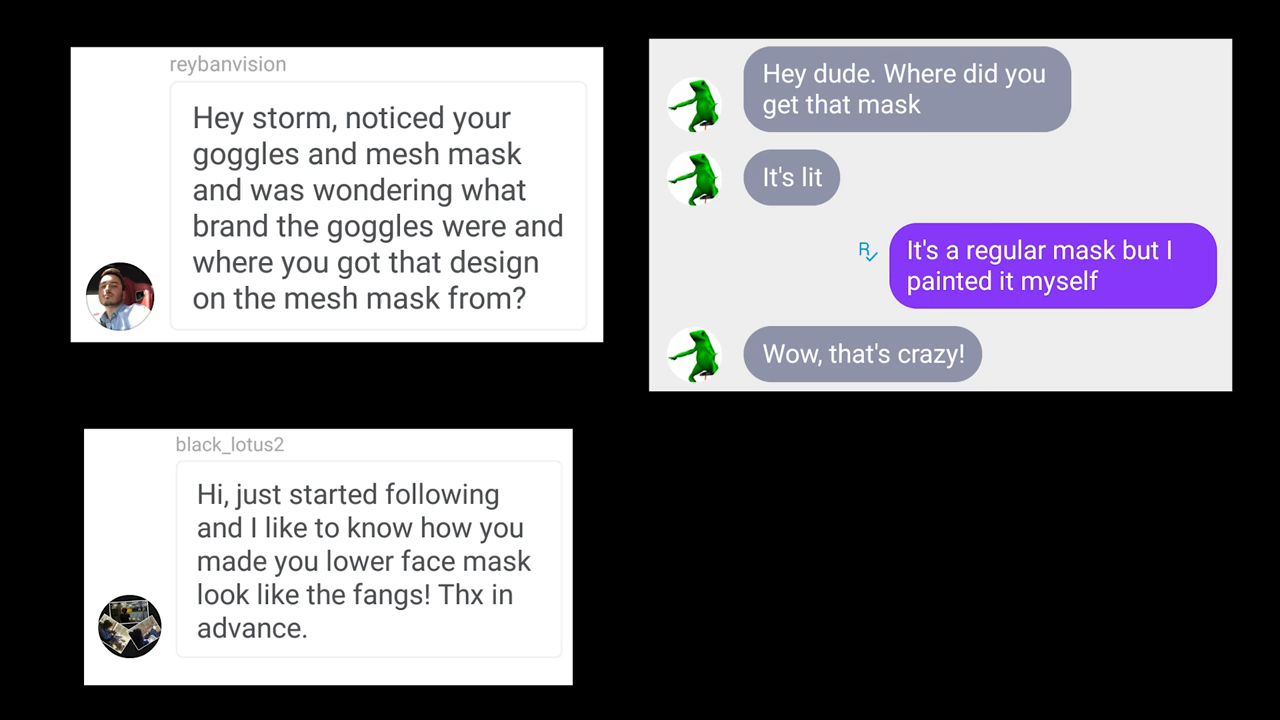 reybanvision
Hey storm, noticed your
goggles and mesh mask
and was wondering what
brand the goggles were and
where you got that design
on the mesh mask from?
Hey dude. Where did you
get that mask
It's lit
R
It's a regular mask but I
painted it myself
Wow, that's crazy!
black_lotus2
Hi, just started following
and I like to know how you
made you lower face mask
look like the fangs! Thx in
advance.